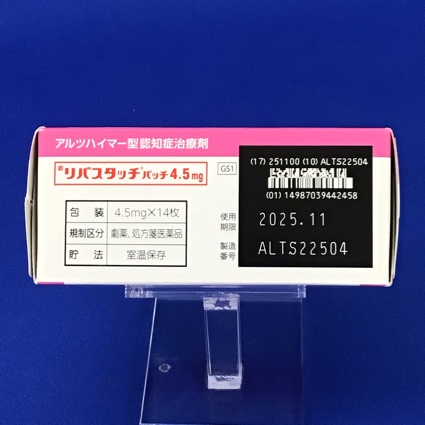 アルツハイマー型認知症治療剤
劇 リバスタッチ®パッチ4.5mg
包装 4.5mg×14枚
規制区分 劇薬、処方箋医薬品
貯法 室温保存
GS1
(17) 251100 (10) ALTS22504
(01) 14987039442458
使用期限 2025.11
製造番号 ALTS22504